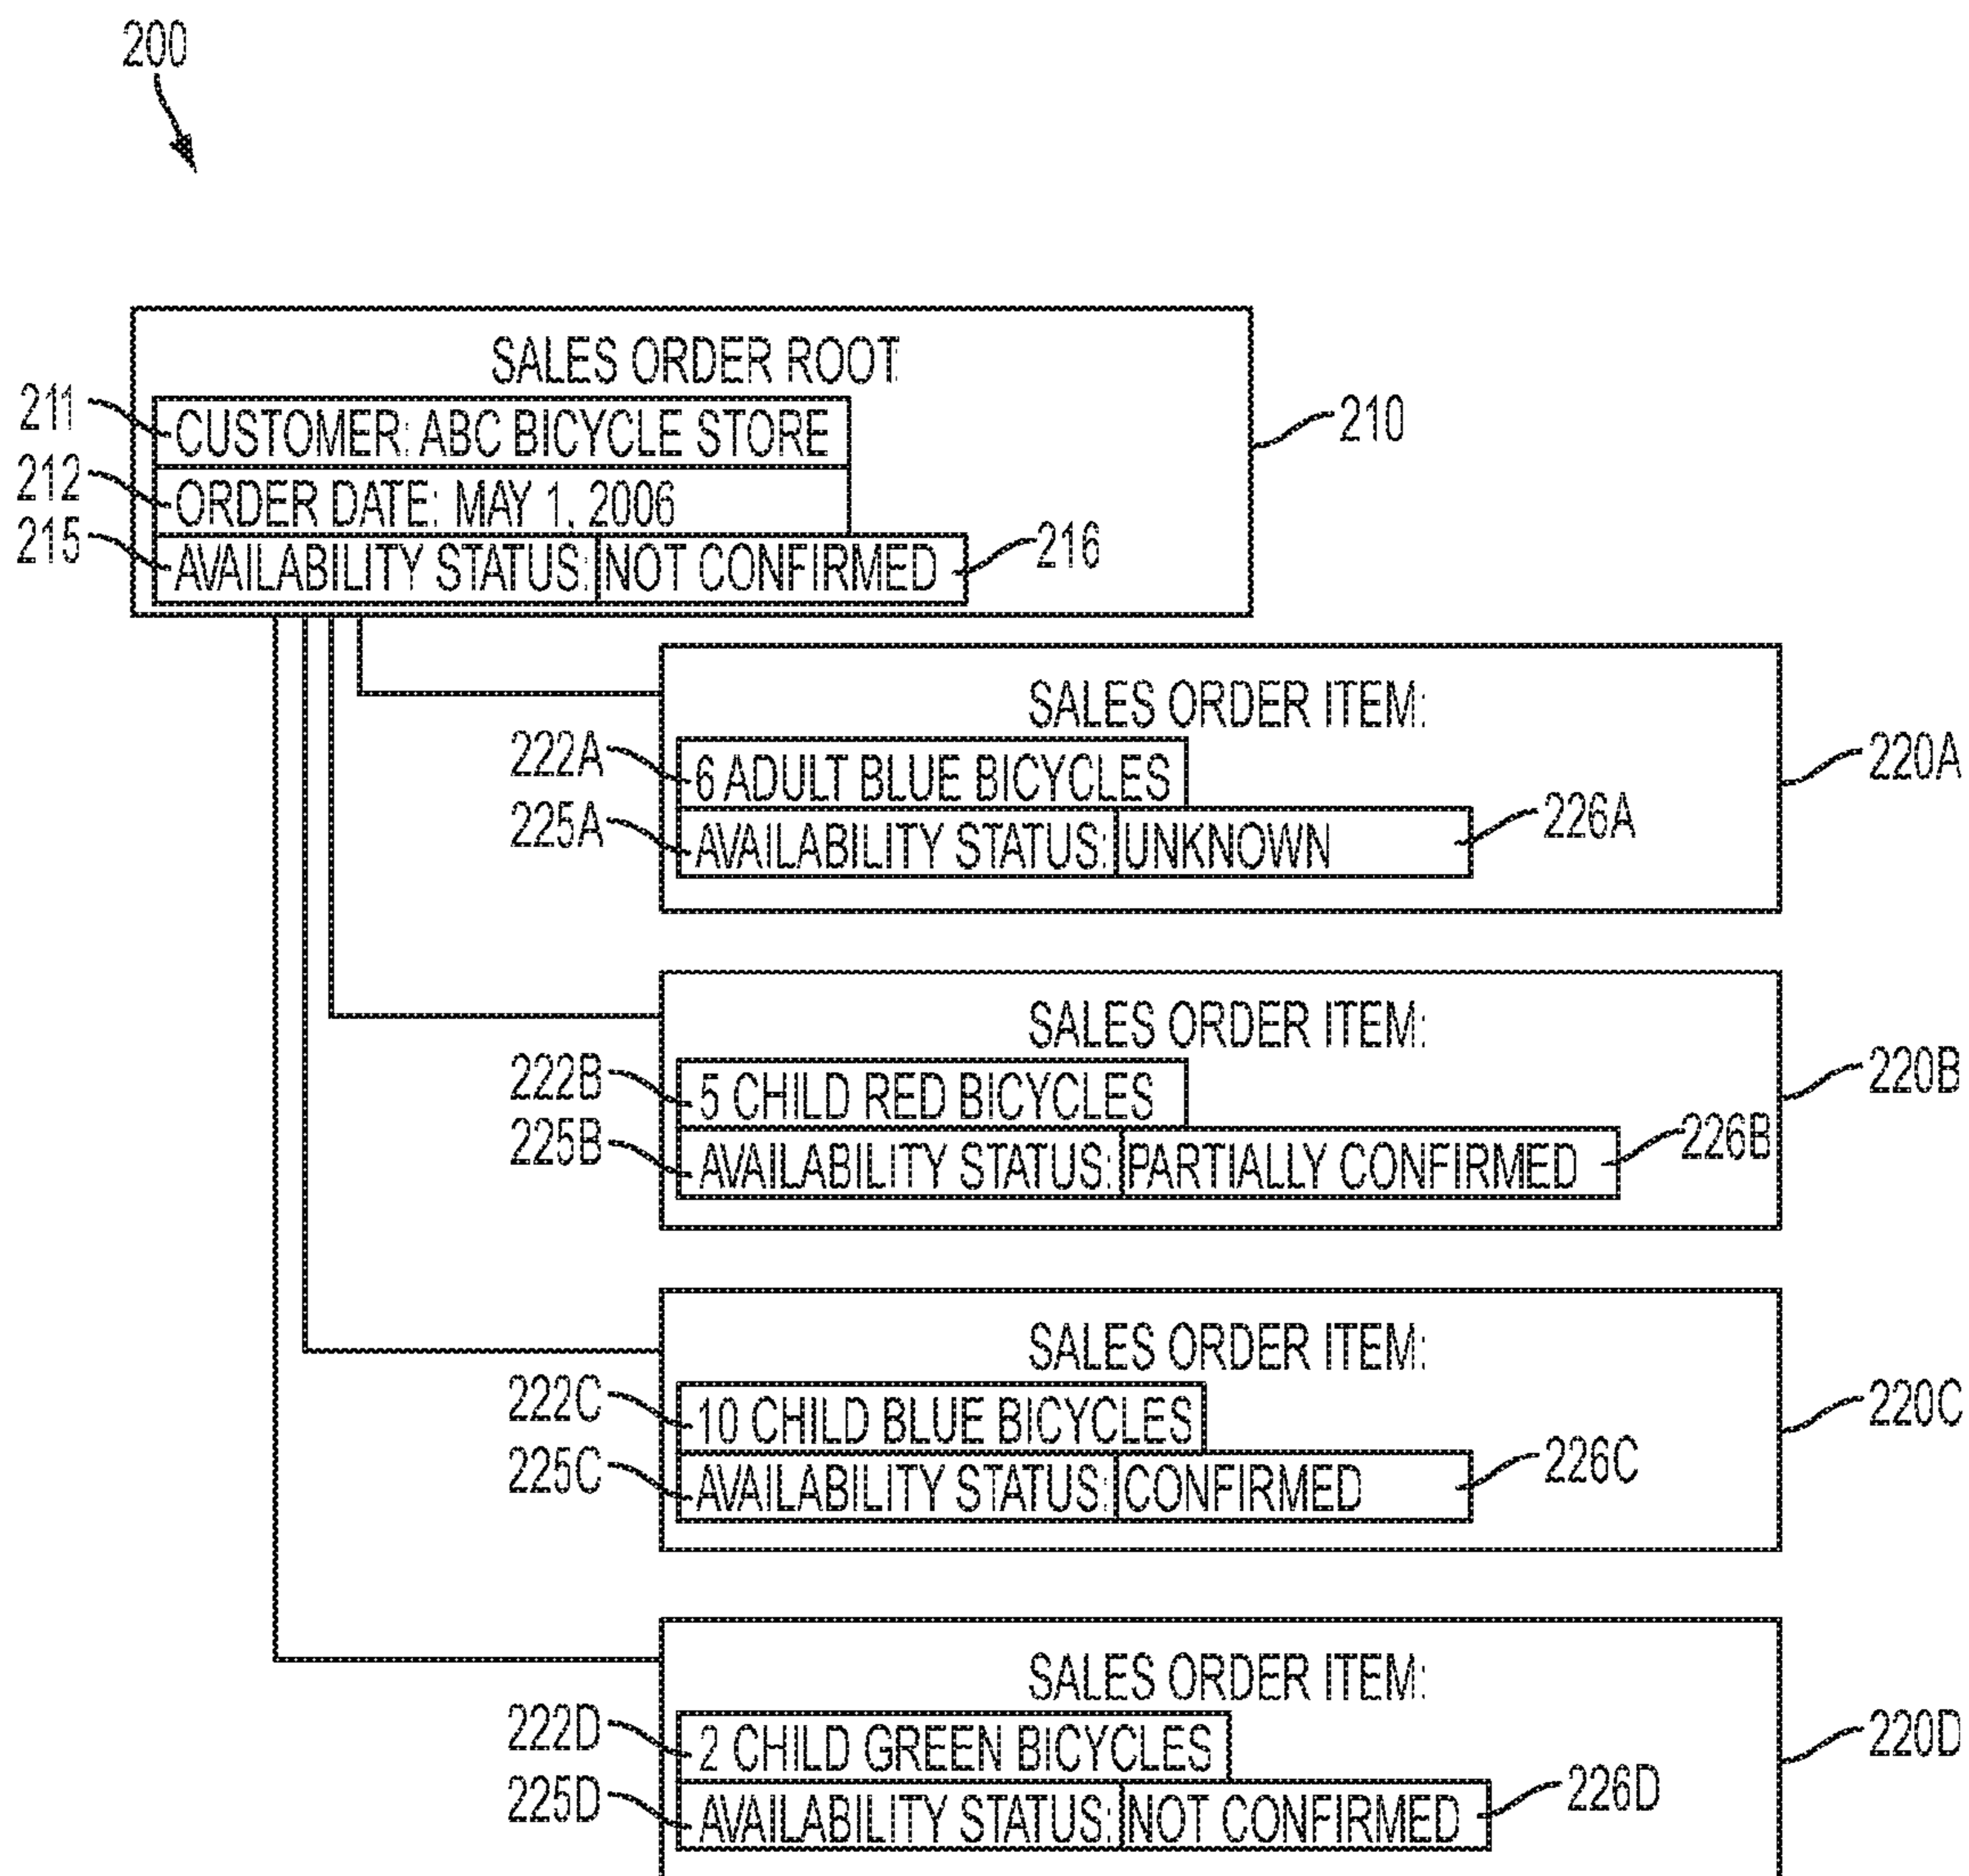 200
SALES ORDER ROOT
211
CUSTOMER: ABC BICYCLE STORE
210
212
ORDER DATE: MAY 1, 2006
215
AVAILABILITY STATUS: NOT CONFIRMED
216
SALES ORDER ITEM:
222A
6 ADULT BLUE BICYCLES
220A
225A
AVAILABILITY STATUS: UNKNOWN
226A
SALES ORDER ITEM:
222B
5 CHILD RED BICYCLES
220B
225B
AVAILABILITY STATUS: PARTIALLY CONFIRMED
226B
SALES ORDER ITEM:
222C
10 CHILD BLUE BICYCLES
220C
225C
AVAILABILITY STATUS: CONFIRMED
226C
SALES ORDER ITEM:
222D
2 CHILD GREEN BICYCLES
220D
225D
AVAILABILITY STATUS: NOT CONFIRMED
226D